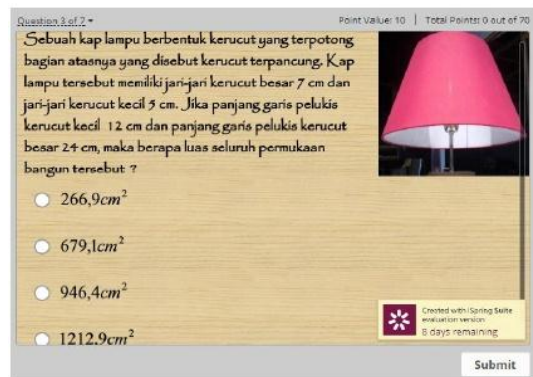 Question 3 of 7
Point Value: 10 | Total Points: 0 out of 70
Sebuah kap lampu berbentuk kerucut yang terpotong
bagian atasnya yang disebut kerucut terpancung. Kap
lampu tersebut memiliki jari-jari kerucut besar 7 cm dan
jari-jari kerucut kecil 5 cm. Jika panjang garis pelukis
kerucut kecil 12 cm dan panjang garis pelukis kerucut
besar 24 cm, maka berapa luas seluruh permukaan
bangun tersebut ?
266,9cm²
679,1cm²
946,4cm²
1212.9cm²
Created with iSpring Suite
evaluation version
8 days remaining
Submit